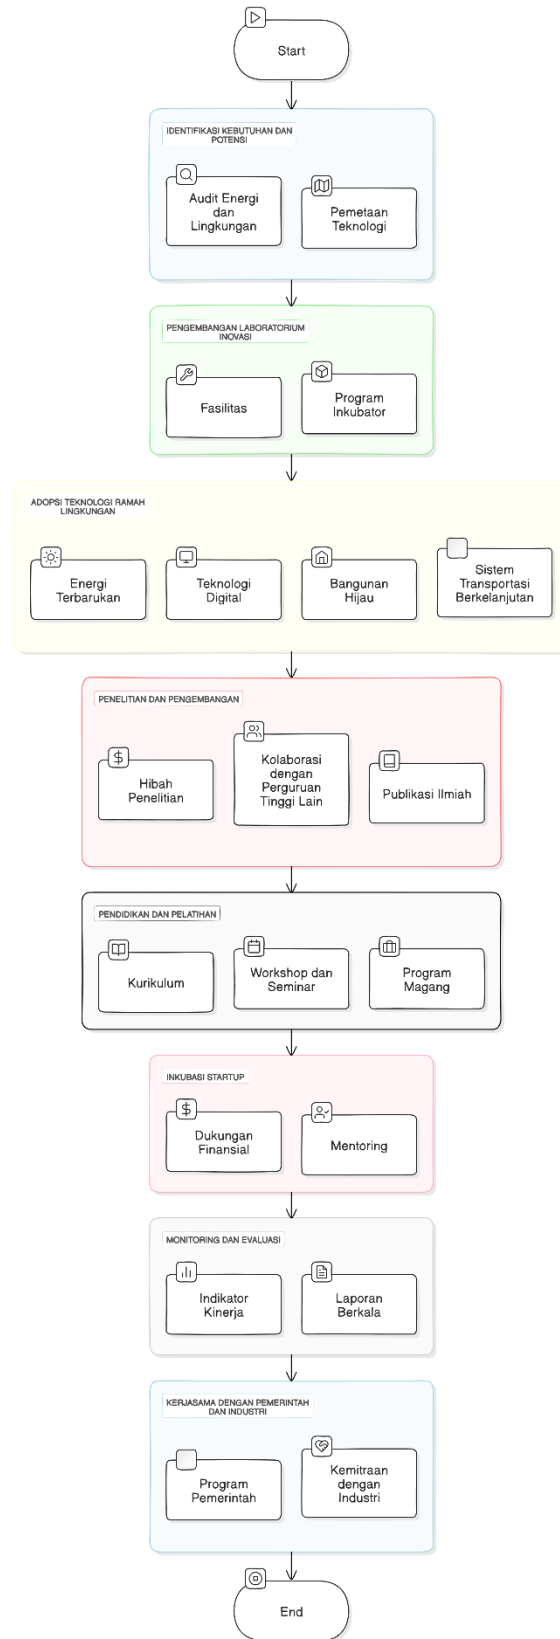 Start
IDENTIFIKASI KEBUTUHAN DAN
POTENSI
Audit Energi
dan
Lingkungan
Pemetaan
Teknologi
PENGEMBANGAN LABORATORIUM
INOVASI
Fasilitas
Program
Inkubator
ADOPSI TEKNOLOGI RAMAH
LINGKUNGAN
Energi
Terbarukan
Teknologi
Digital
Bangunan
Hijau
Sistem
Transportasi
Berkelanjutan
PENELITIAN DAN PENGEMBANGAN
Hibah
Penelitian
Kolaborasi
dengan
Perguruan
Tinggi Lain
Publikasi Ilmiah
PENDIDIKAN DAN PELATIHAN
Kurikulum
Workshop dan
Seminar
Program
Magang
INKUBASI STARTUP
Dukungan
Finansial
Mentoring
MONITORING DAN EVALUASI
Indikator
Kinerja
Laporan
Berkala
KERJASAMA DENGAN PEMERINTAH
DAN INDUSTRI
Program
Pemerintah
Kemitraan
dengan
Industri
End